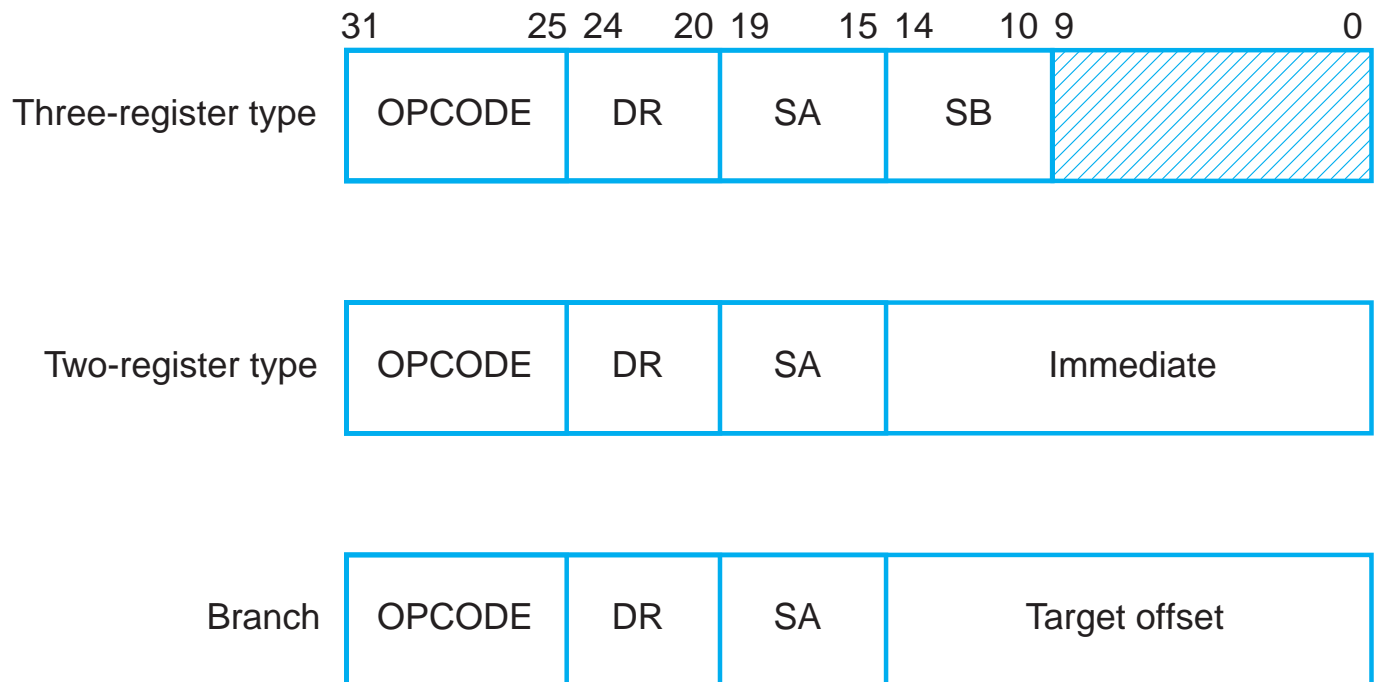 31 25 24 20 19 15 14 10 9 0
Three-register type OPCODE DR SA SB
Two-register type OPCODE DR SA Immediate
Branch OPCODE DR SA Target offset